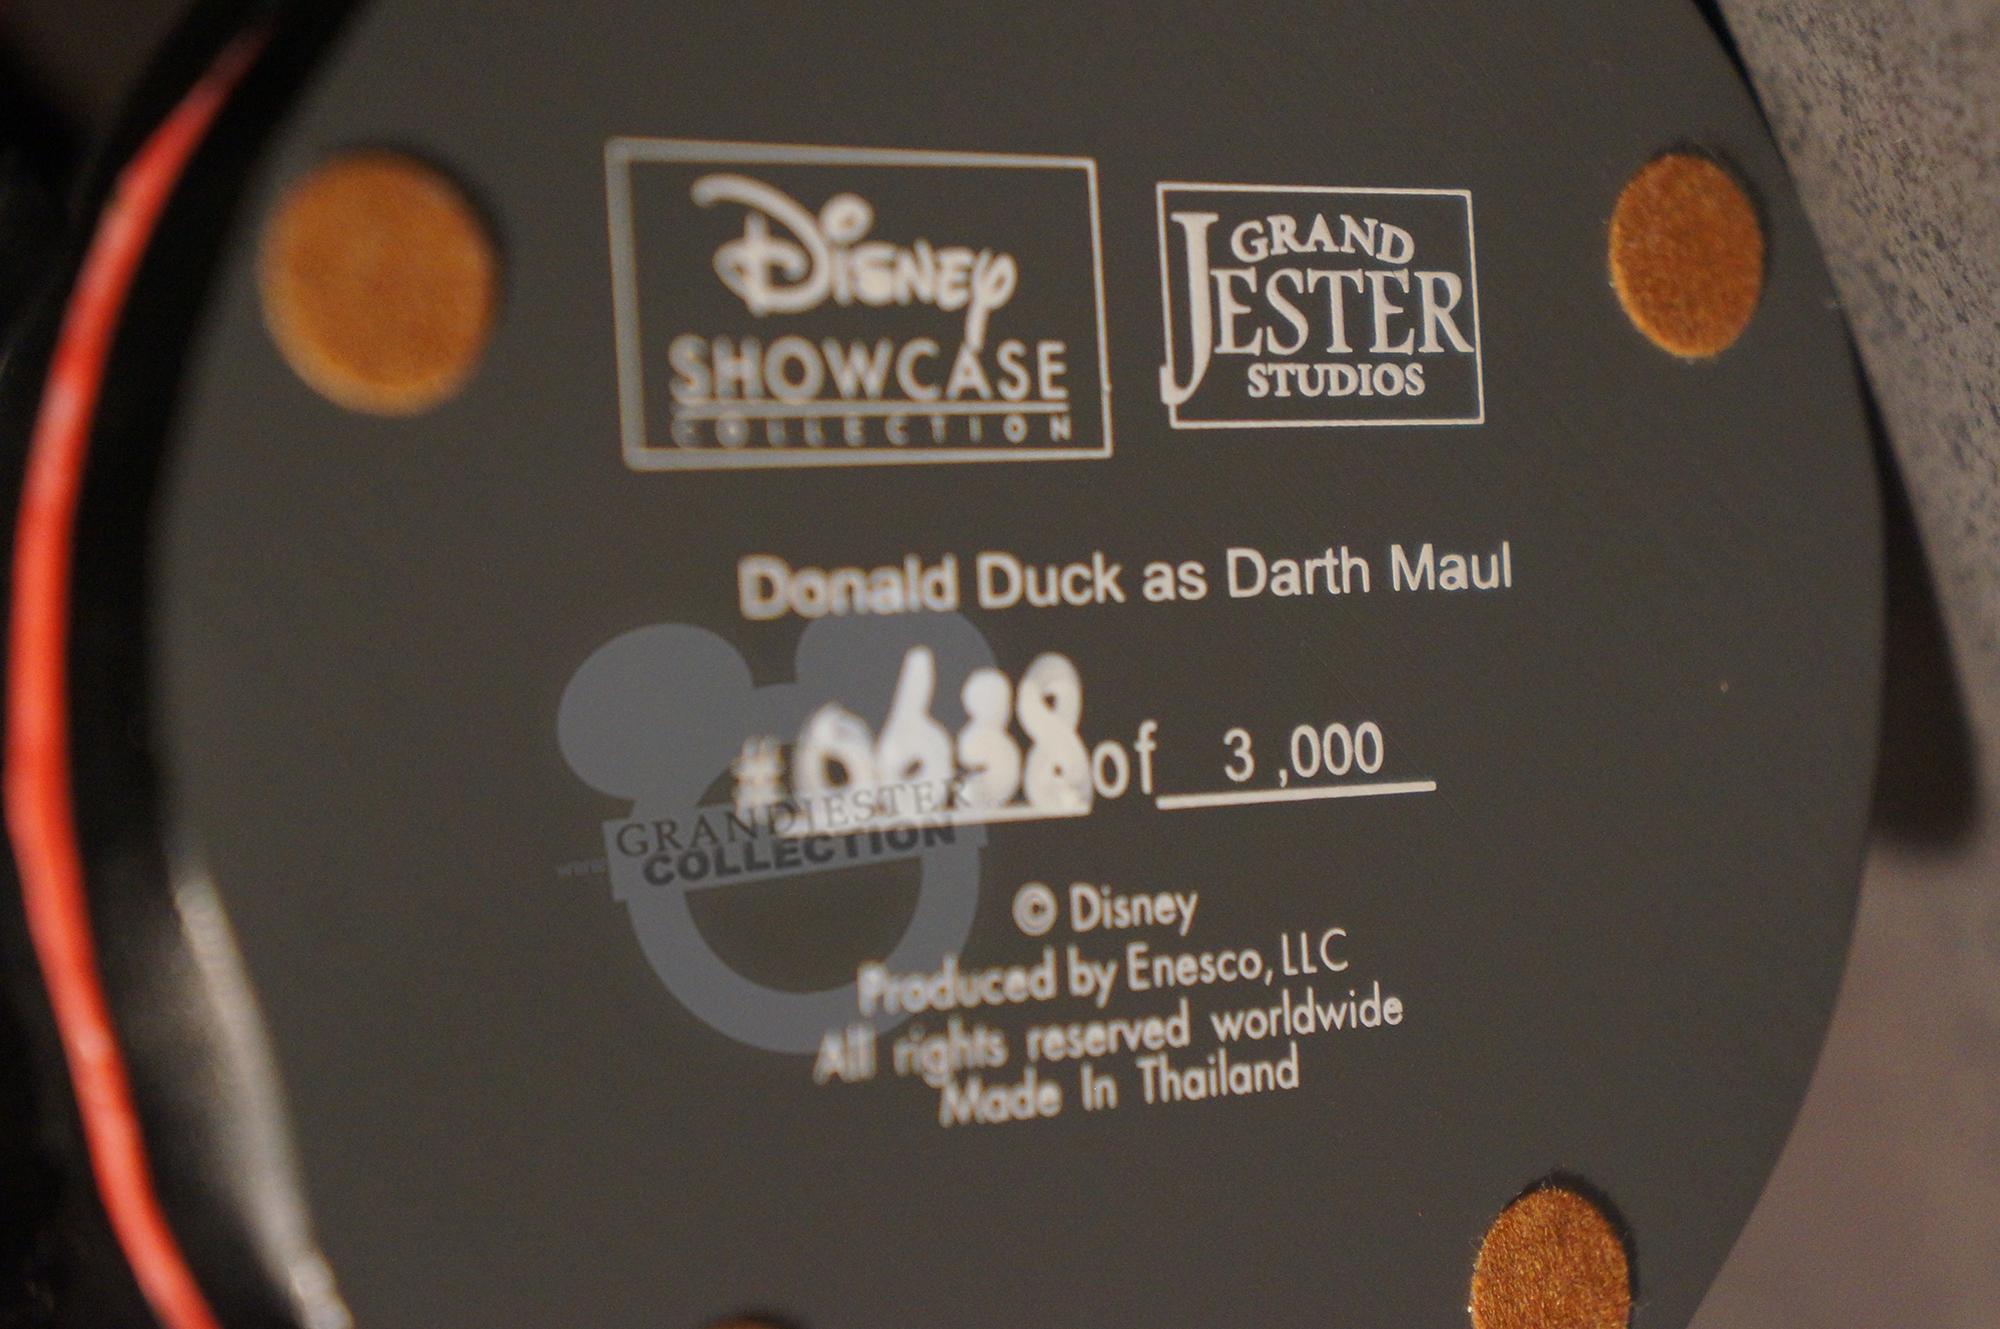 Disney
SHOWCASE
COLLECTION
GRAND
JESTER
STUDIOS
Donald Duck as Darth Maul
#0638 of 3,000
GRANDJESTER
COLLECTION
© Disney
Produced by Enesco, LLC
All rights reserved worldwide
Made In Thailand